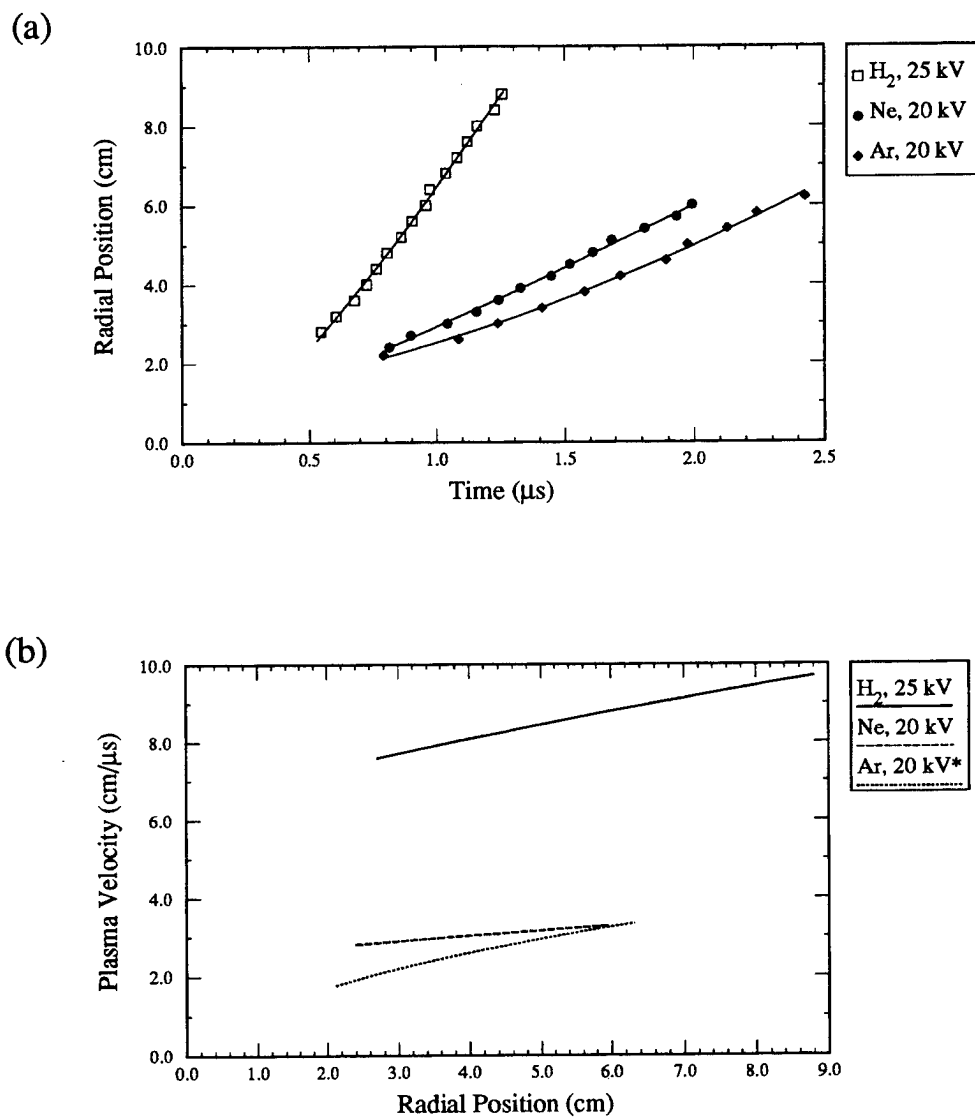 (a)
10.0
8.0
6.0
4.0
2.0
0.0
Radial Position (cm)
0.0 0.5 1.0 1.5 2.0 2.5
Time (μs)
H₂, 25 kV
Ne, 20 kV
Ar, 20 kV
(b)
10.0
8.0
6.0
4.0
2.0
0.0
Plasma Velocity (cm/μs)
0.0 1.0 2.0 3.0 4.0 5.0 6.0 7.0 8.0 9.0
Radial Position (cm)
H₂, 25 kV
Ne, 20 kV
Ar, 20 kV*